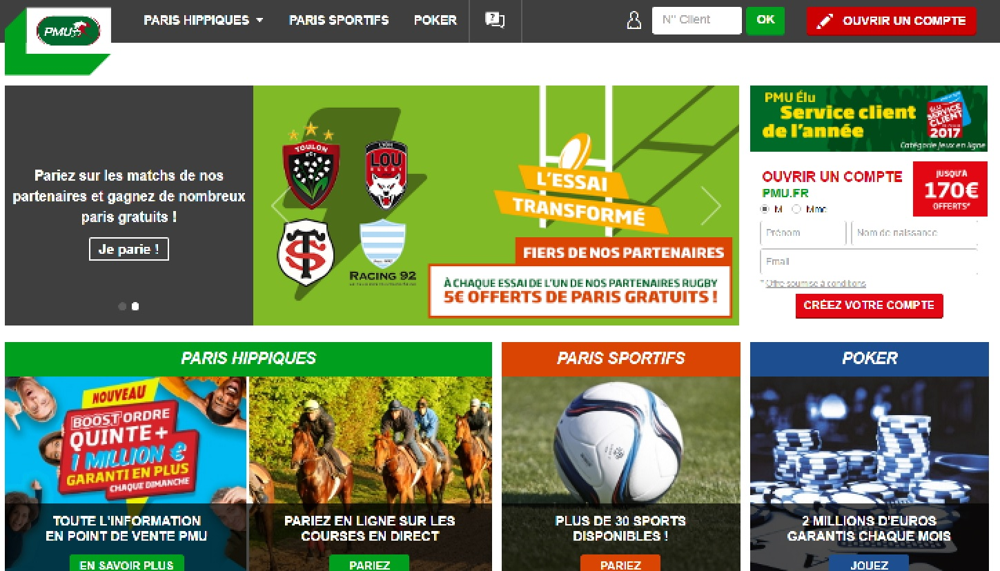 PMU
PARIS HIPPIQUES
PARIS SPORTIFS
POKER
N° Client
OK
OUVRIR UN COMPTE
Pariez sur les matchs de nos
partenaires et gagnez de nombreux
paris gratuits !
Je parie !
TOULON
RCT
LYON
LOU
RUGBY
RACING 92
L'ESSAI
TRANSFORMÉ
FIERS DE NOS PARTENAIRES
À CHAQUE ESSAI DE L'UN DE NOS PARTENAIRES RUGBY
5€ OFFERTS DE PARIS GRATUITS !
PMU Élu
Service client
de l'année
ELU
SERVICE
CLIENT
2017
Catégorie Jeux en ligne
OUVRIR UN COMPTE
PMU.FR
JUSQU'À
170€
OFFERTS*
M Mme
Prénom
Nom de naissance
Email
* Offre soumise à conditions
CRÉEZ VOTRE COMPTE
PARIS HIPPIQUES
NOUVEAU
BOOST ORDRE
QUINTE+
1 MILLION €
GARANTI EN PLUS
CHAQUE DIMANCHE
TOUTE L'INFORMATION
EN POINT DE VENTE PMU
EN SAVOIR PLUS
PARIEZ EN LIGNE SUR LES
COURSES EN DIRECT
PARIEZ
PARIS SPORTIFS
PLUS DE 30 SPORTS
DISPONIBLES !
PARIEZ
POKER
2 MILLIONS D'EUROS
GARANTIS CHAQUE MOIS
JOUEZ